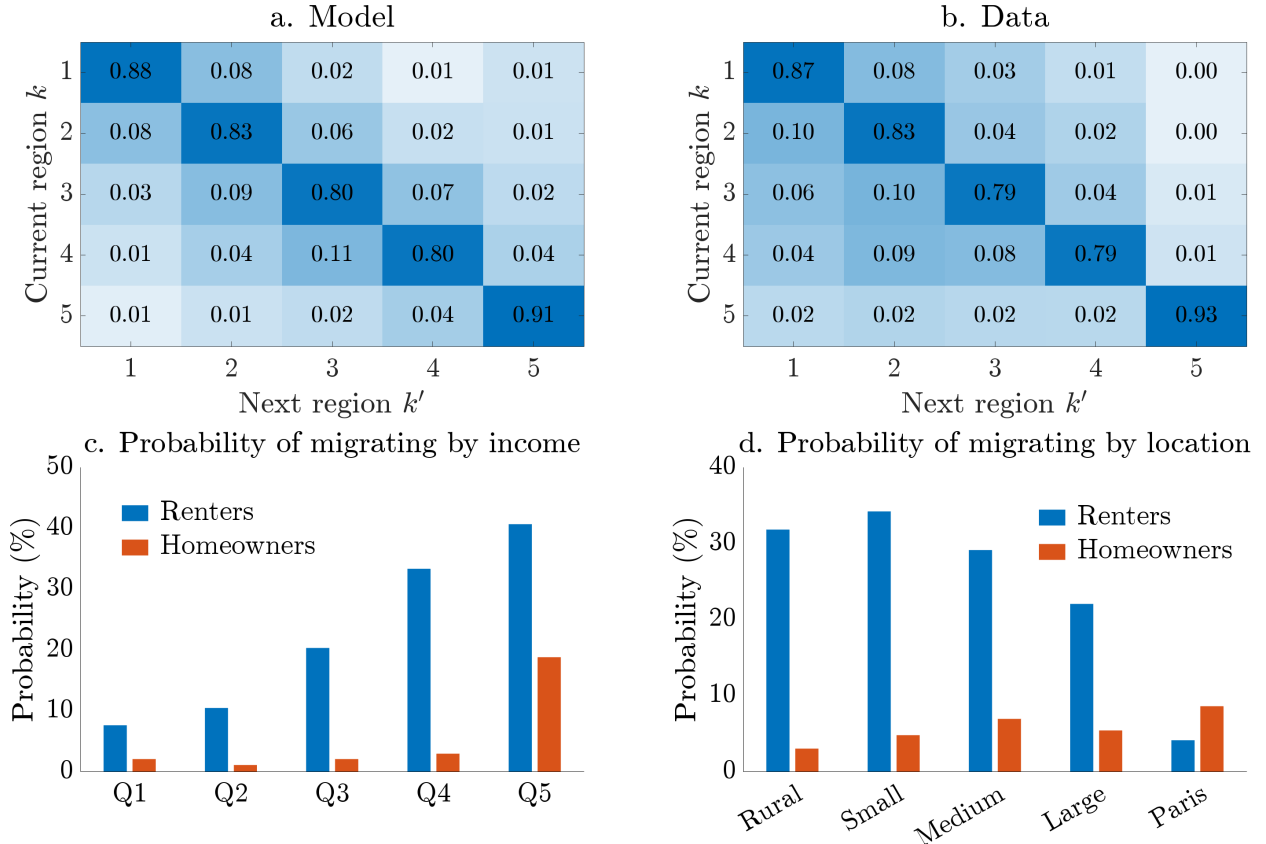 a. Model
Current region k
1 0.88 0.08 0.02 0.01 0.01
2 0.08 0.83 0.06 0.02 0.01
3 0.03 0.09 0.80 0.07 0.02
4 0.01 0.04 0.11 0.80 0.04
5 0.01 0.01 0.02 0.04 0.91
1 2 3 4 5
Next region k′
b. Data
Current region k
1 0.87 0.08 0.03 0.01 0.00
2 0.10 0.83 0.04 0.02 0.00
3 0.06 0.10 0.79 0.04 0.01
4 0.04 0.09 0.08 0.79 0.01
5 0.02 0.02 0.02 0.02 0.93
1 2 3 4 5
Next region k′
c. Probability of migrating by income
Probability (%)
50
40
30
20
10
0
Renters
Homeowners
Q1 Q2 Q3 Q4 Q5
d. Probability of migrating by location
Probability (%)
40
30
20
10
0
Renters
Homeowners
Rural Small Medium Large Paris